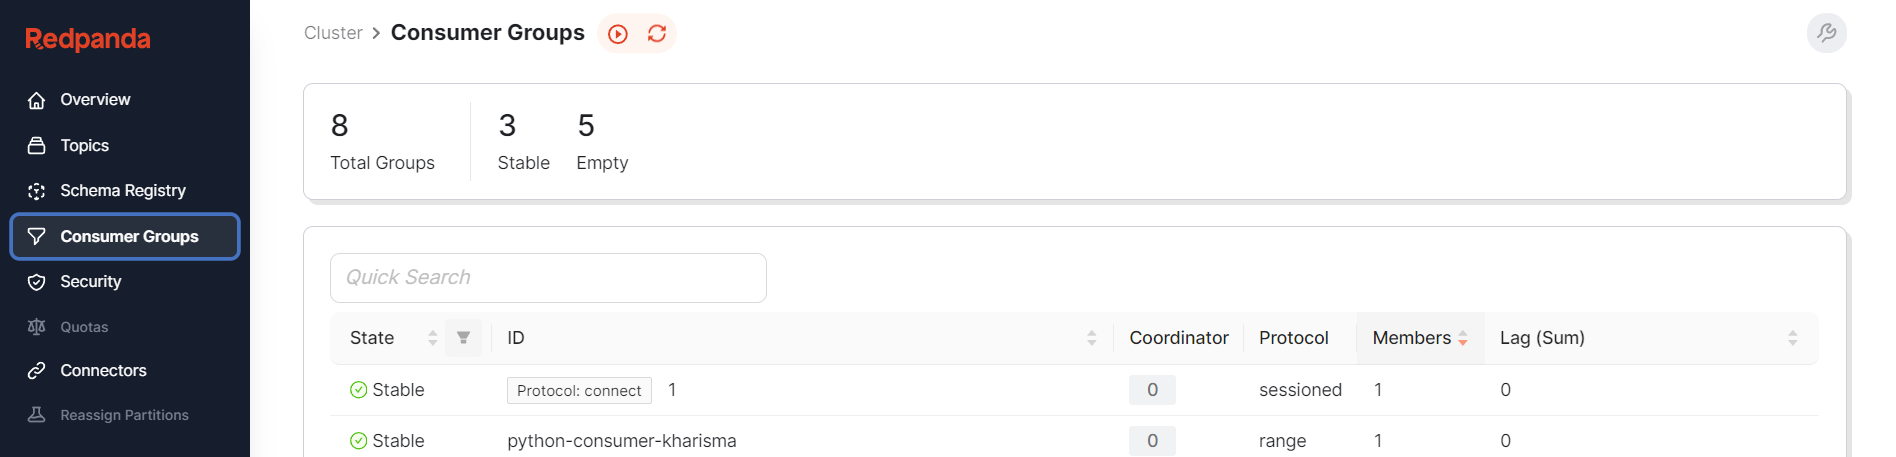 Redpanda
Overview
Topics
Schema Registry
Consumer Groups
Security
Quotas
Connectors
Reassign Partitions
Cluster > Consumer Groups
8 3 5
Total Groups Stable Empty
Quick Search
State ID Coordinator Protocol Members Lag (Sum)
Stable Protocol: connect 1 0 sessioned 1 0
Stable python-consumer-kharisma 0 range 1 0